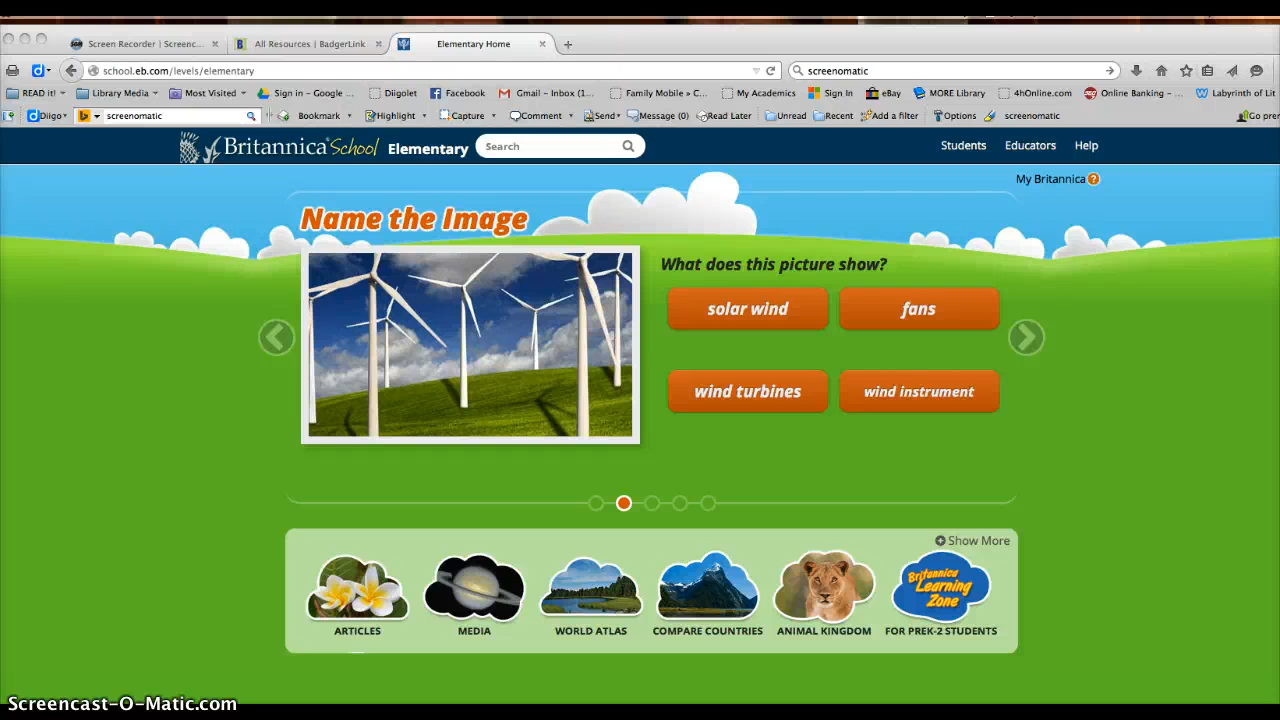 Screen Recorder | Screenc... × All Resources | BadgerLink × Elementary Home × +
school.eb.com/levels/elementary screenomatic
READ it! Library Media Most Visited Sign in – Google ... Diigolet Facebook Gmail – Inbox (1... Family Mobile » C... My Academics Sign In eBay MORE Library 4hOnline.com Online Banking – ... Labyrinth of Lit
Diigo screenomatic Bookmark Highlight Capture Comment Send Message (0) Read Later Unread Recent Add a filter Options screenomatic Go pre
Britannica® School Elementary Search Students Educators Help
My Britannica ?
Name the Image
What does this picture show?
solar wind fans
wind turbines wind instrument
Show More
Britannica
Learning
Zone
ARTICLES MEDIA WORLD ATLAS COMPARE COUNTRIES ANIMAL KINGDOM FOR PREK-2 STUDENTS
Screencast-O-Matic.com